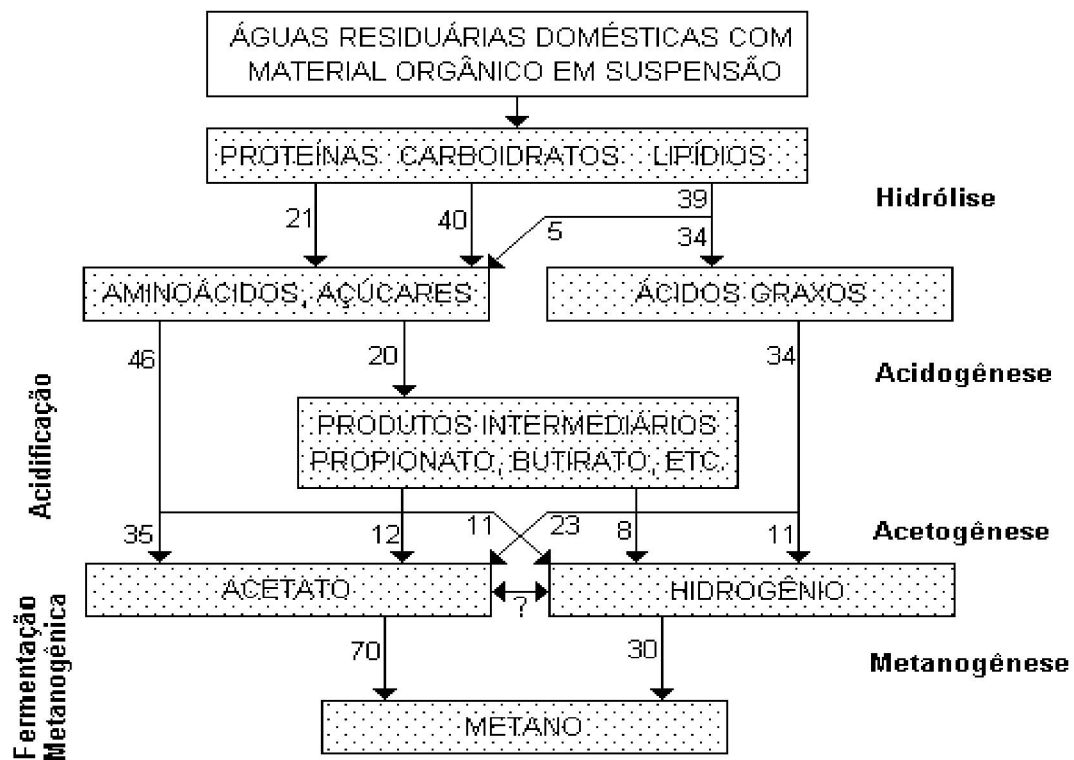 ÁGUAS RESIDUÁRIAS DOMÉSTICAS COM
MATERIAL ORGÂNICO EM SUSPENSÃO
PROTEÍNAS CARBOIDRATOS LIPÍDIOS
Hidrólise
21
40
39
5
34
AMINOÁCIDOS, AÇÚCARES
ÁCIDOS GRAXOS
46
20
34
Acidogênese
Acidificação
PRODUTOS INTERMEDIÁRIOS
PROPIONATO, BUTIRATO, ETC.
35
12
11
23
8
11
Acetogênese
ACETATO
?
HIDROGÊNIO
Fermentação
Metanogênica
70
30
Metanogênese
METANO